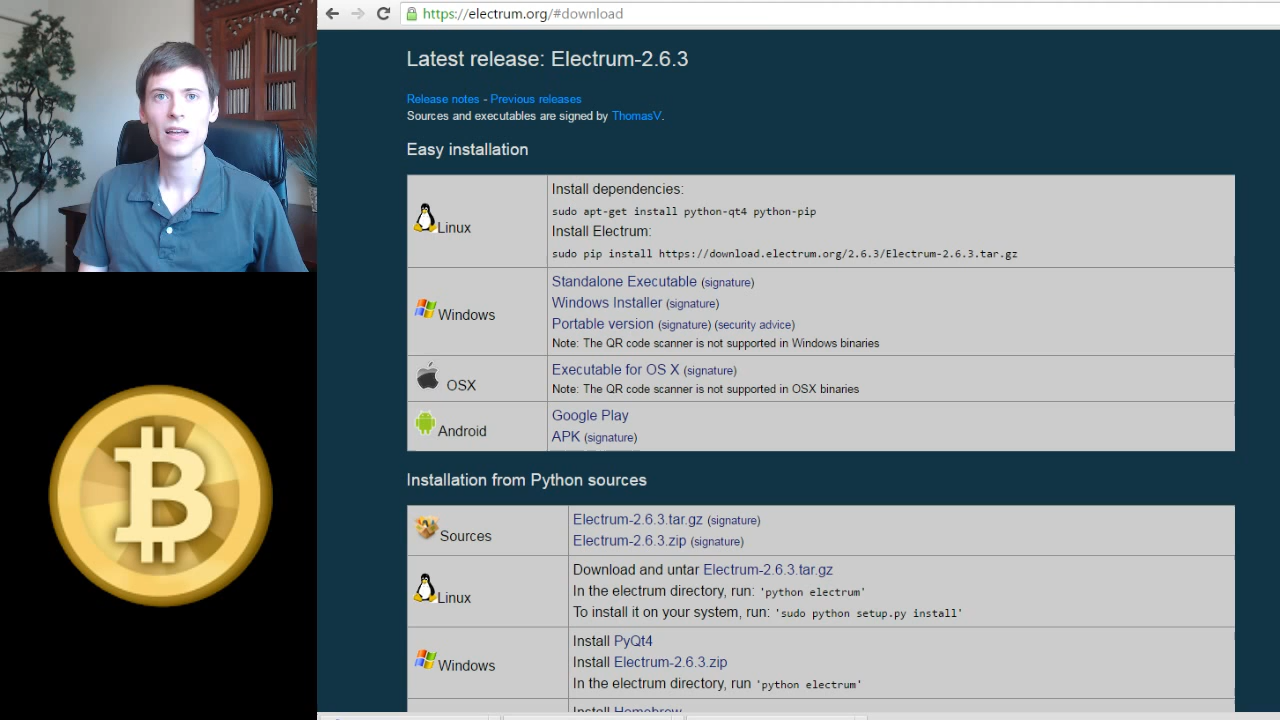 https://electrum.org/#download
Latest release: Electrum-2.6.3
Release notes - Previous releases
Sources and executables are signed by ThomasV.
Easy installation
Linux
Install dependencies:
sudo apt-get install python-qt4 python-pip
Install Electrum:
sudo pip install https://download.electrum.org/2.6.3/Electrum-2.6.3.tar.gz
Windows
Standalone Executable (signature)
Windows Installer (signature)
Portable version (signature) (security advice)
Note: The QR code scanner is not supported in Windows binaries
OSX
Executable for OS X (signature)
Note: The QR code scanner is not supported in OSX binaries
Android
Google Play
APK (signature)
Installation from Python sources
Sources
Electrum-2.6.3.tar.gz (signature)
Electrum-2.6.3.zip (signature)
Linux
Download and untar Electrum-2.6.3.tar.gz
In the electrum directory, run: 'python electrum'
To install it on your system, run: 'sudo python setup.py install'
Windows
Install PyQt4
Install Electrum-2.6.3.zip
In the electrum directory, run 'python electrum'
Install Homebrew